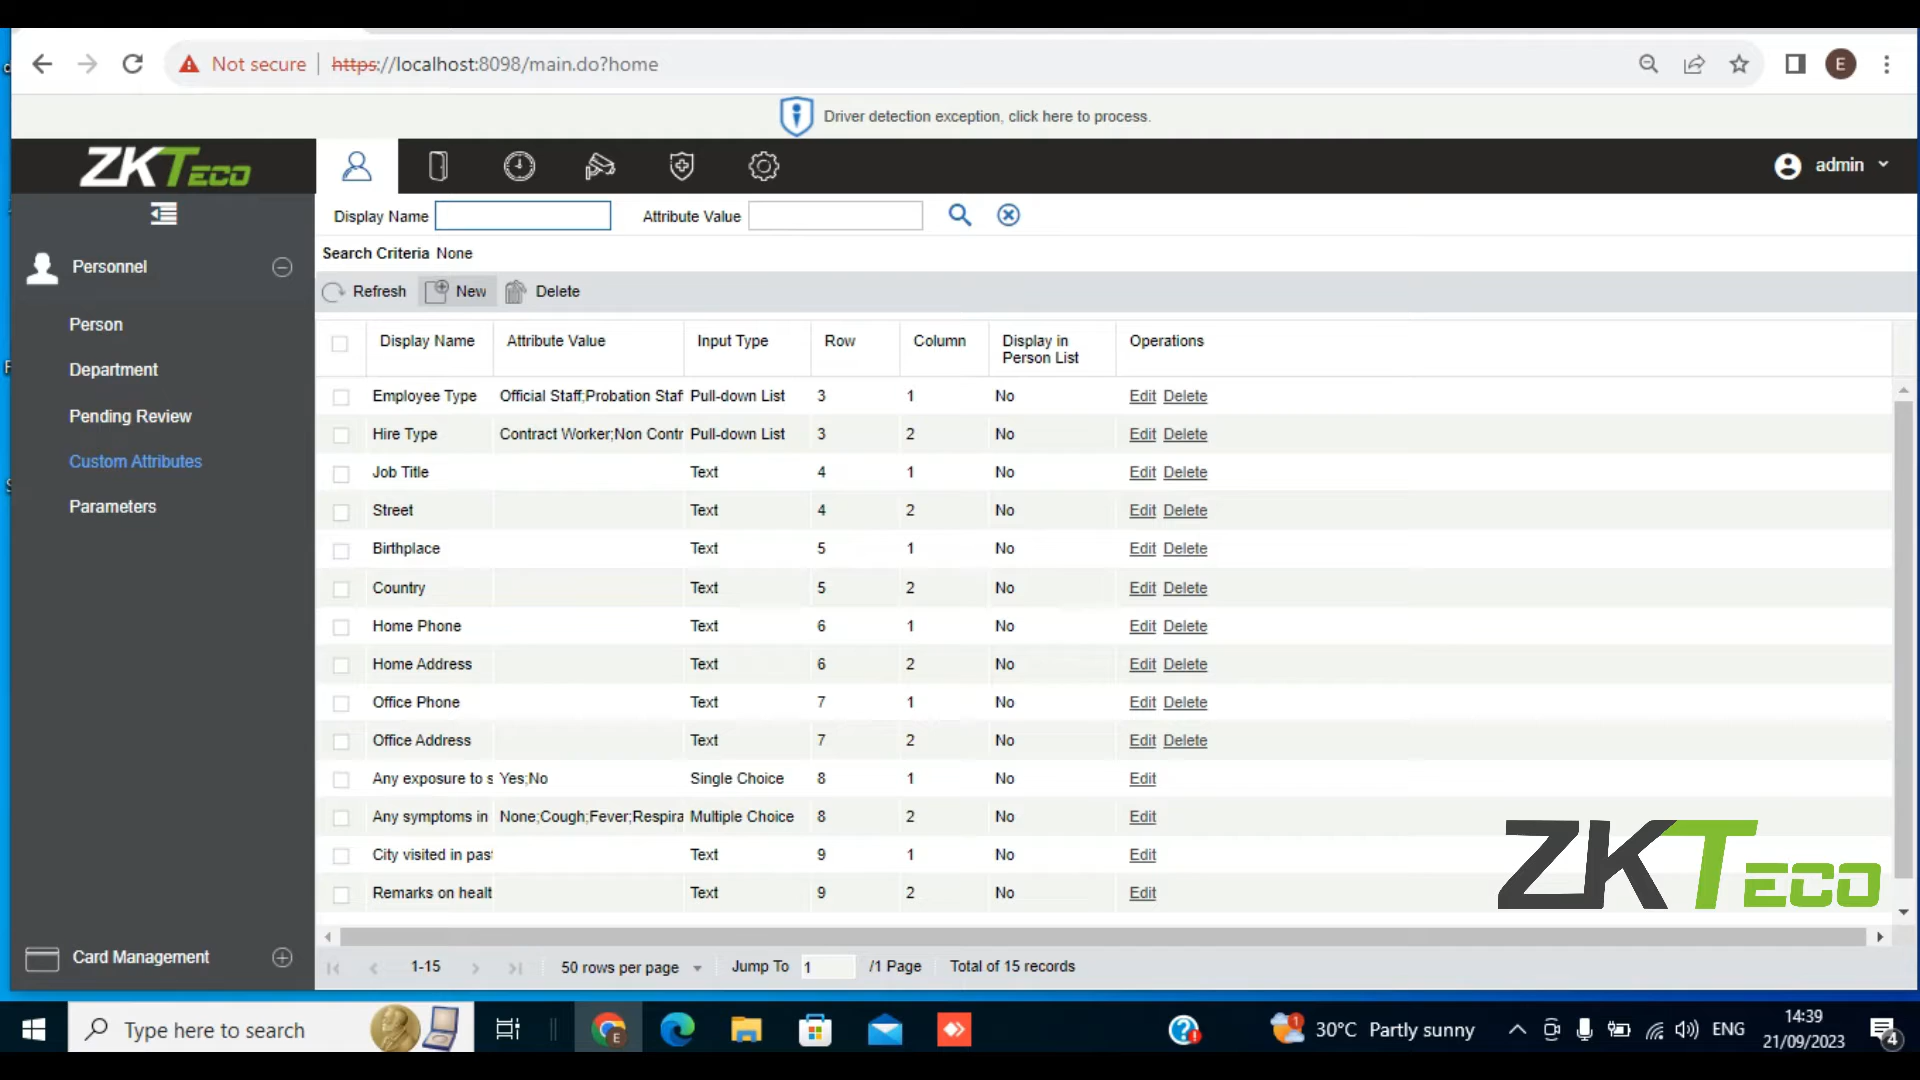 Not secure https://localhost:8098/main.do?home E
Driver detection exception, click here to process.
ZKTeco admin
Display Name Attribute Value
Search Criteria None
Refresh New Delete
Display Name Attribute Value Input Type Row Column Display in Person List Operations
Employee Type Official Staff;Probation Staf Pull-down List 3 1 No Edit Delete
Hire Type Contract Worker;Non Contr Pull-down List 3 2 No Edit Delete
Job Title Text 4 1 No Edit Delete
Street Text 4 2 No Edit Delete
Birthplace Text 5 1 No Edit Delete
Country Text 5 2 No Edit Delete
Home Phone Text 6 1 No Edit Delete
Home Address Text 6 2 No Edit Delete
Office Phone Text 7 1 No Edit Delete
Office Address Text 7 2 No Edit Delete
Any exposure to s Yes;No Single Choice 8 1 No Edit
Any symptoms in None;Cough;Fever;Respira Multiple Choice 8 2 No Edit
City visited in pas Text 9 1 No Edit
Remarks on healt Text 9 2 No Edit
Personnel
Person
Department
Pending Review
Custom Attributes
Parameters
Card Management
ZKTeco
1-15 50 rows per page Jump To 1 /1 Page Total of 15 records
Type here to search E 1 30°C Partly sunny ENG 14:39
21/09/2023 4